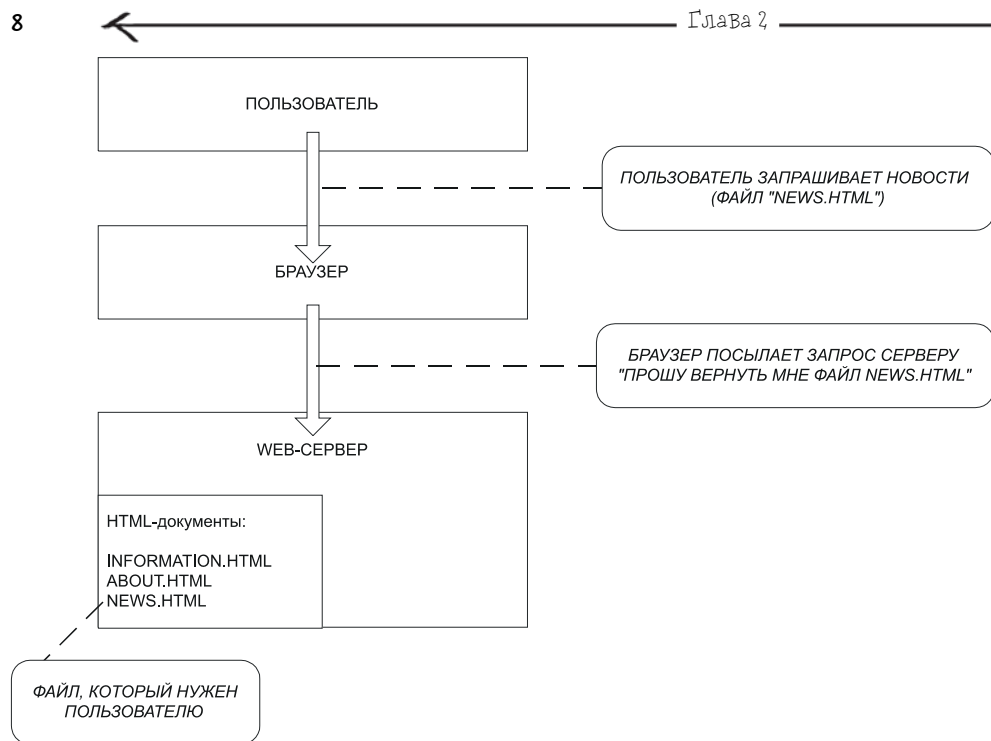 8
Глава 2
ПОЛЬЗОВАТЕЛЬ
ПОЛЬЗОВАТЕЛЬ ЗАПРАШИВАЕТ НОВОСТИ
(ФАЙЛ "NEWS.HTML")
БРАУЗЕР
БРАУЗЕР ПОСЫЛАЕТ ЗАПРОС СЕРВЕРУ
"ПРОШУ ВЕРНУТЬ МНЕ ФАЙЛ NEWS.HTML"
WEB-СЕРВЕР
HTML-документы:
INFORMATION.HTML
ABOUT.HTML
NEWS.HTML
ФАЙЛ, КОТОРЫЙ НУЖЕН
ПОЛЬЗОВАТЕЛЮ